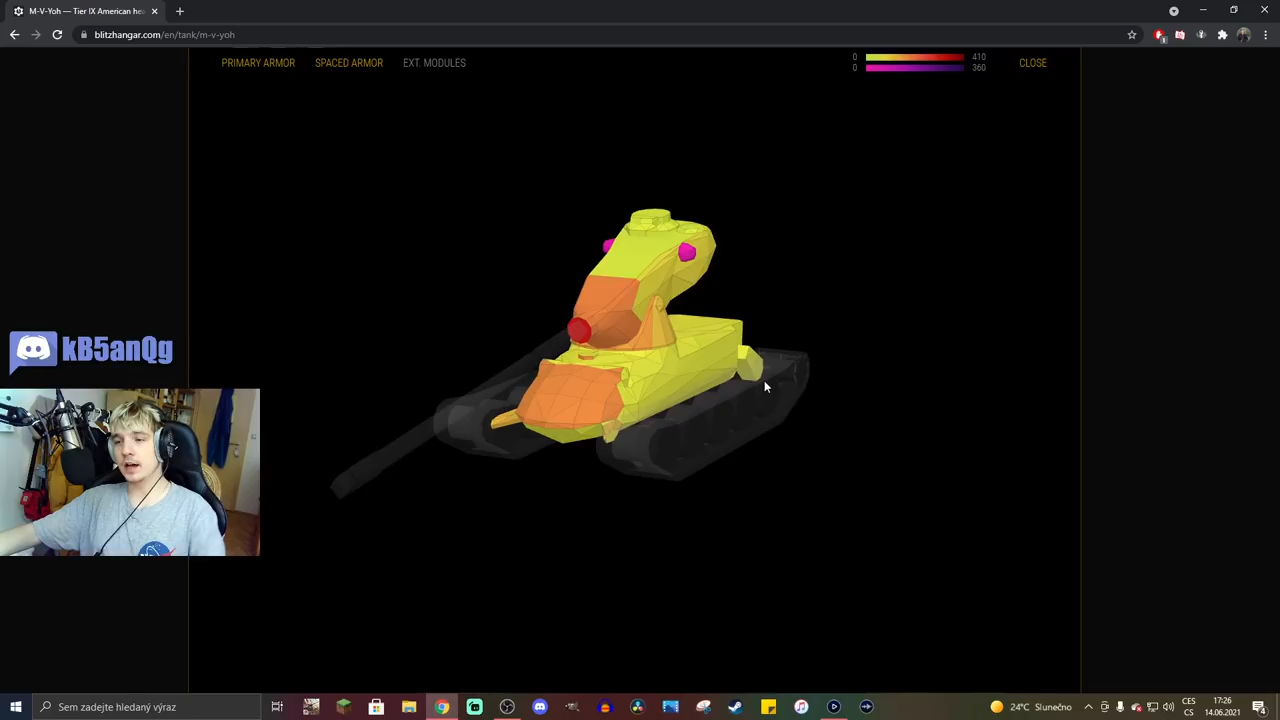 M-V-Yoh — Tier IX American he
blitzhangar.com/en/tank/m-v-yoh
PRIMARY ARMOR SPACED ARMOR EXT. MODULES
0 410
0 360
CLOSE
kB5anQg
Sem zadejte hledaný výraz
24°C Slunečno
CES
CS
17:26
14.06.2021